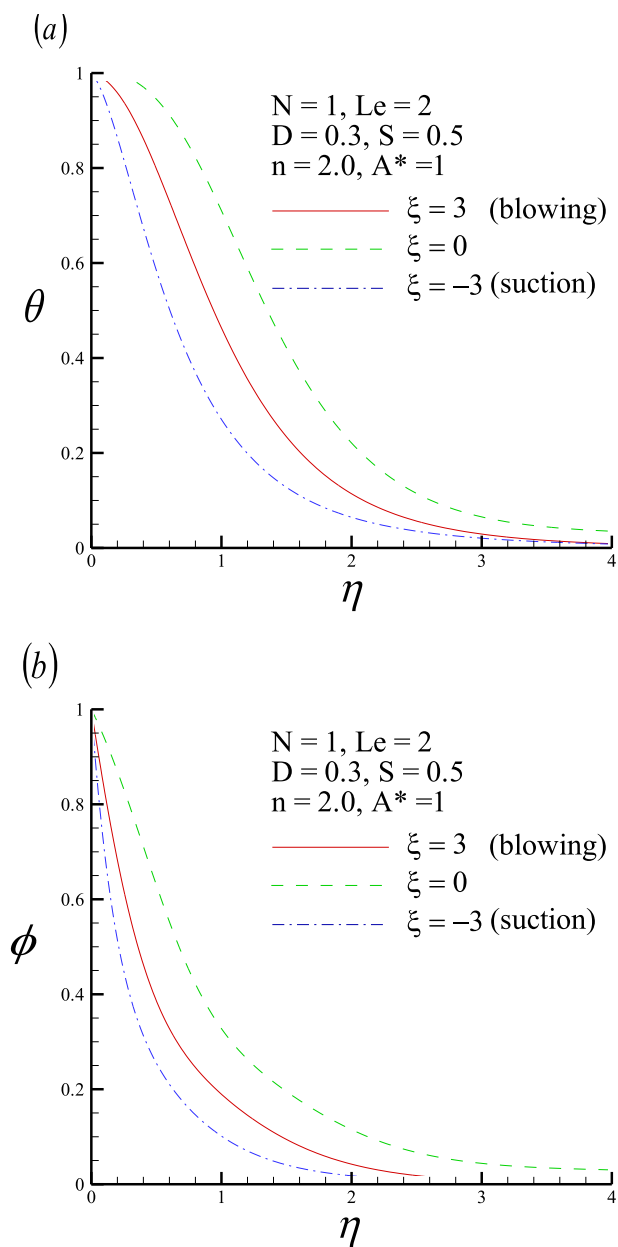 (a)
1
0.8
0.6
0.4
0.2
0
θ
N = 1, Le = 2
D = 0.3, S = 0.5
n = 2.0, A* =1
ξ = 3 (blowing)
ξ = 0
ξ = −3 (suction)
0 1 2 3 4
η
(b)
1
0.8
0.6
0.4
0.2
0
ϕ
N = 1, Le = 2
D = 0.3, S = 0.5
n = 2.0, A* =1
ξ = 3 (blowing)
ξ = 0
ξ = −3 (suction)
0 1 2 3 4
η